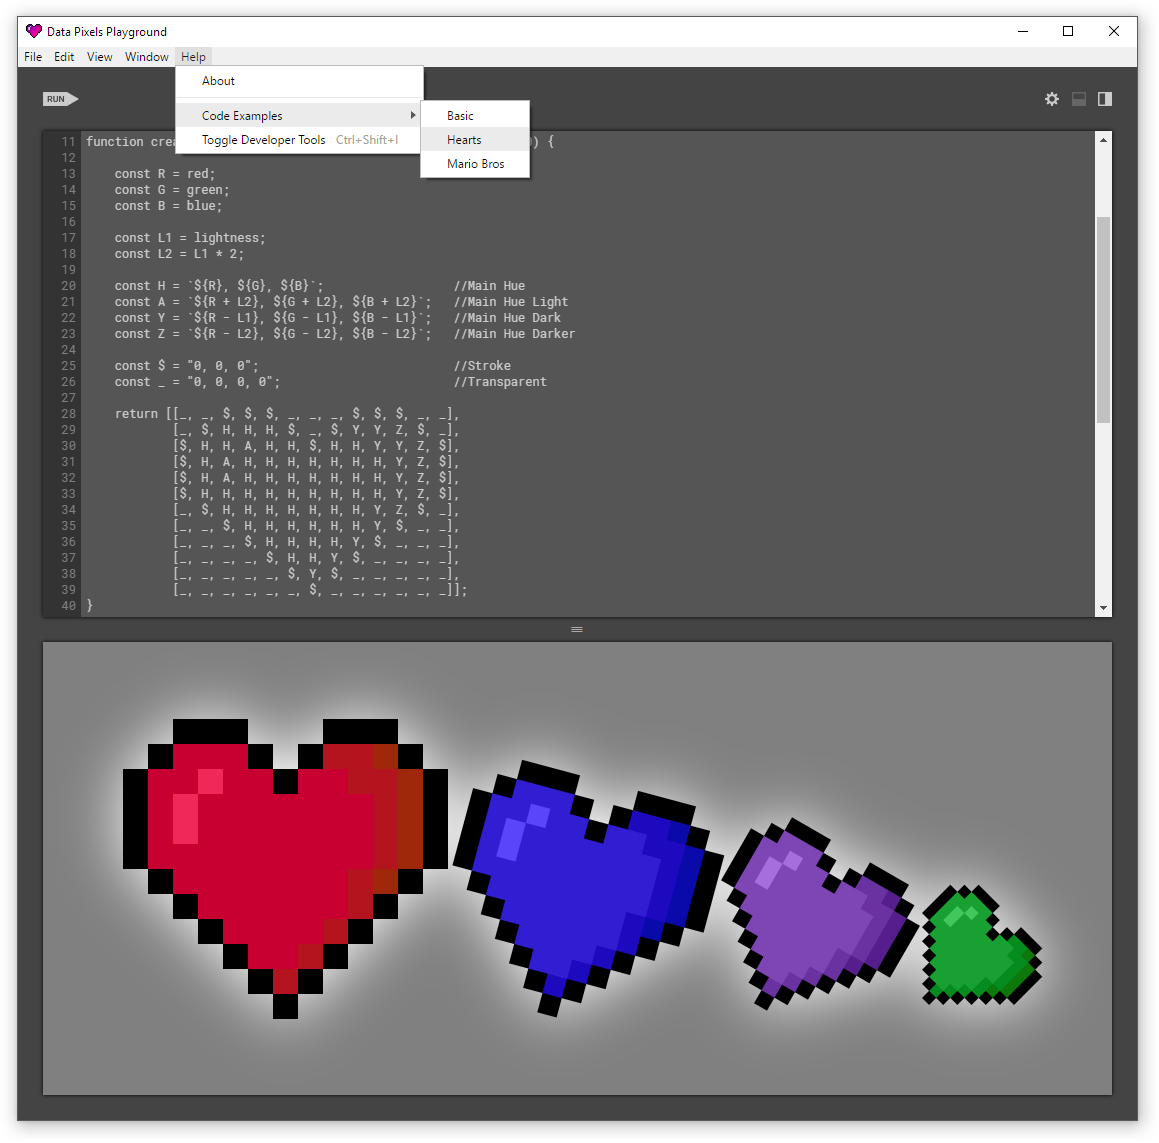 Data Pixels Playground
File Edit View Window Help
About
Code Examples
Toggle Developer Tools Ctrl+Shift+I
Basic
Hearts
Mario Bros
RUN
11 function crea ) {
12
13     const R = red;
14     const G = green;
15     const B = blue;
16
17     const L1 = lightness;
18     const L2 = L1 * 2;
19
20     const H = `${R}, ${G}, ${B}`;                  //Main Hue
21     const A = `${R + L2}, ${G + L2}, ${B + L2}`;   //Main Hue Light
22     const Y = `${R - L1}, ${G - L1}, ${B - L1}`;   //Main Hue Dark
23     const Z = `${R - L2}, ${G - L2}, ${B - L2}`;   //Main Hue Darker
24
25     const $ = "0, 0, 0";                           //Stroke
26     const _ = "0, 0, 0, 0";                        //Transparent
27
28     return [[_, _, $, $, $, _, _, _, $, $, $, _, _],
29             [_, $, H, H, H, $, _, $, Y, Y, Z, $, _],
30             [$, H, H, A, H, H, $, H, H, Y, Y, Z, $],
31             [$, H, A, H, H, H, H, H, H, H, Y, Z, $],
32             [$, H, A, H, H, H, H, H, H, H, Y, Z, $],
33             [$, H, H, H, H, H, H, H, H, H, Y, Z, $],
34             [_, $, H, H, H, H, H, H, H, Y, Z, $, _],
35             [_, _, $, H, H, H, H, H, H, Y, $, _, _],
36             [_, _, _, $, H, H, H, H, Y, $, _, _, _],
37             [_, _, _, _, $, H, H, Y, $, _, _, _, _],
38             [_, _, _, _, _, $, Y, $, _, _, _, _, _],
39             [_, _, _, _, _, _, $, _, _, _, _, _, _]];
40 }